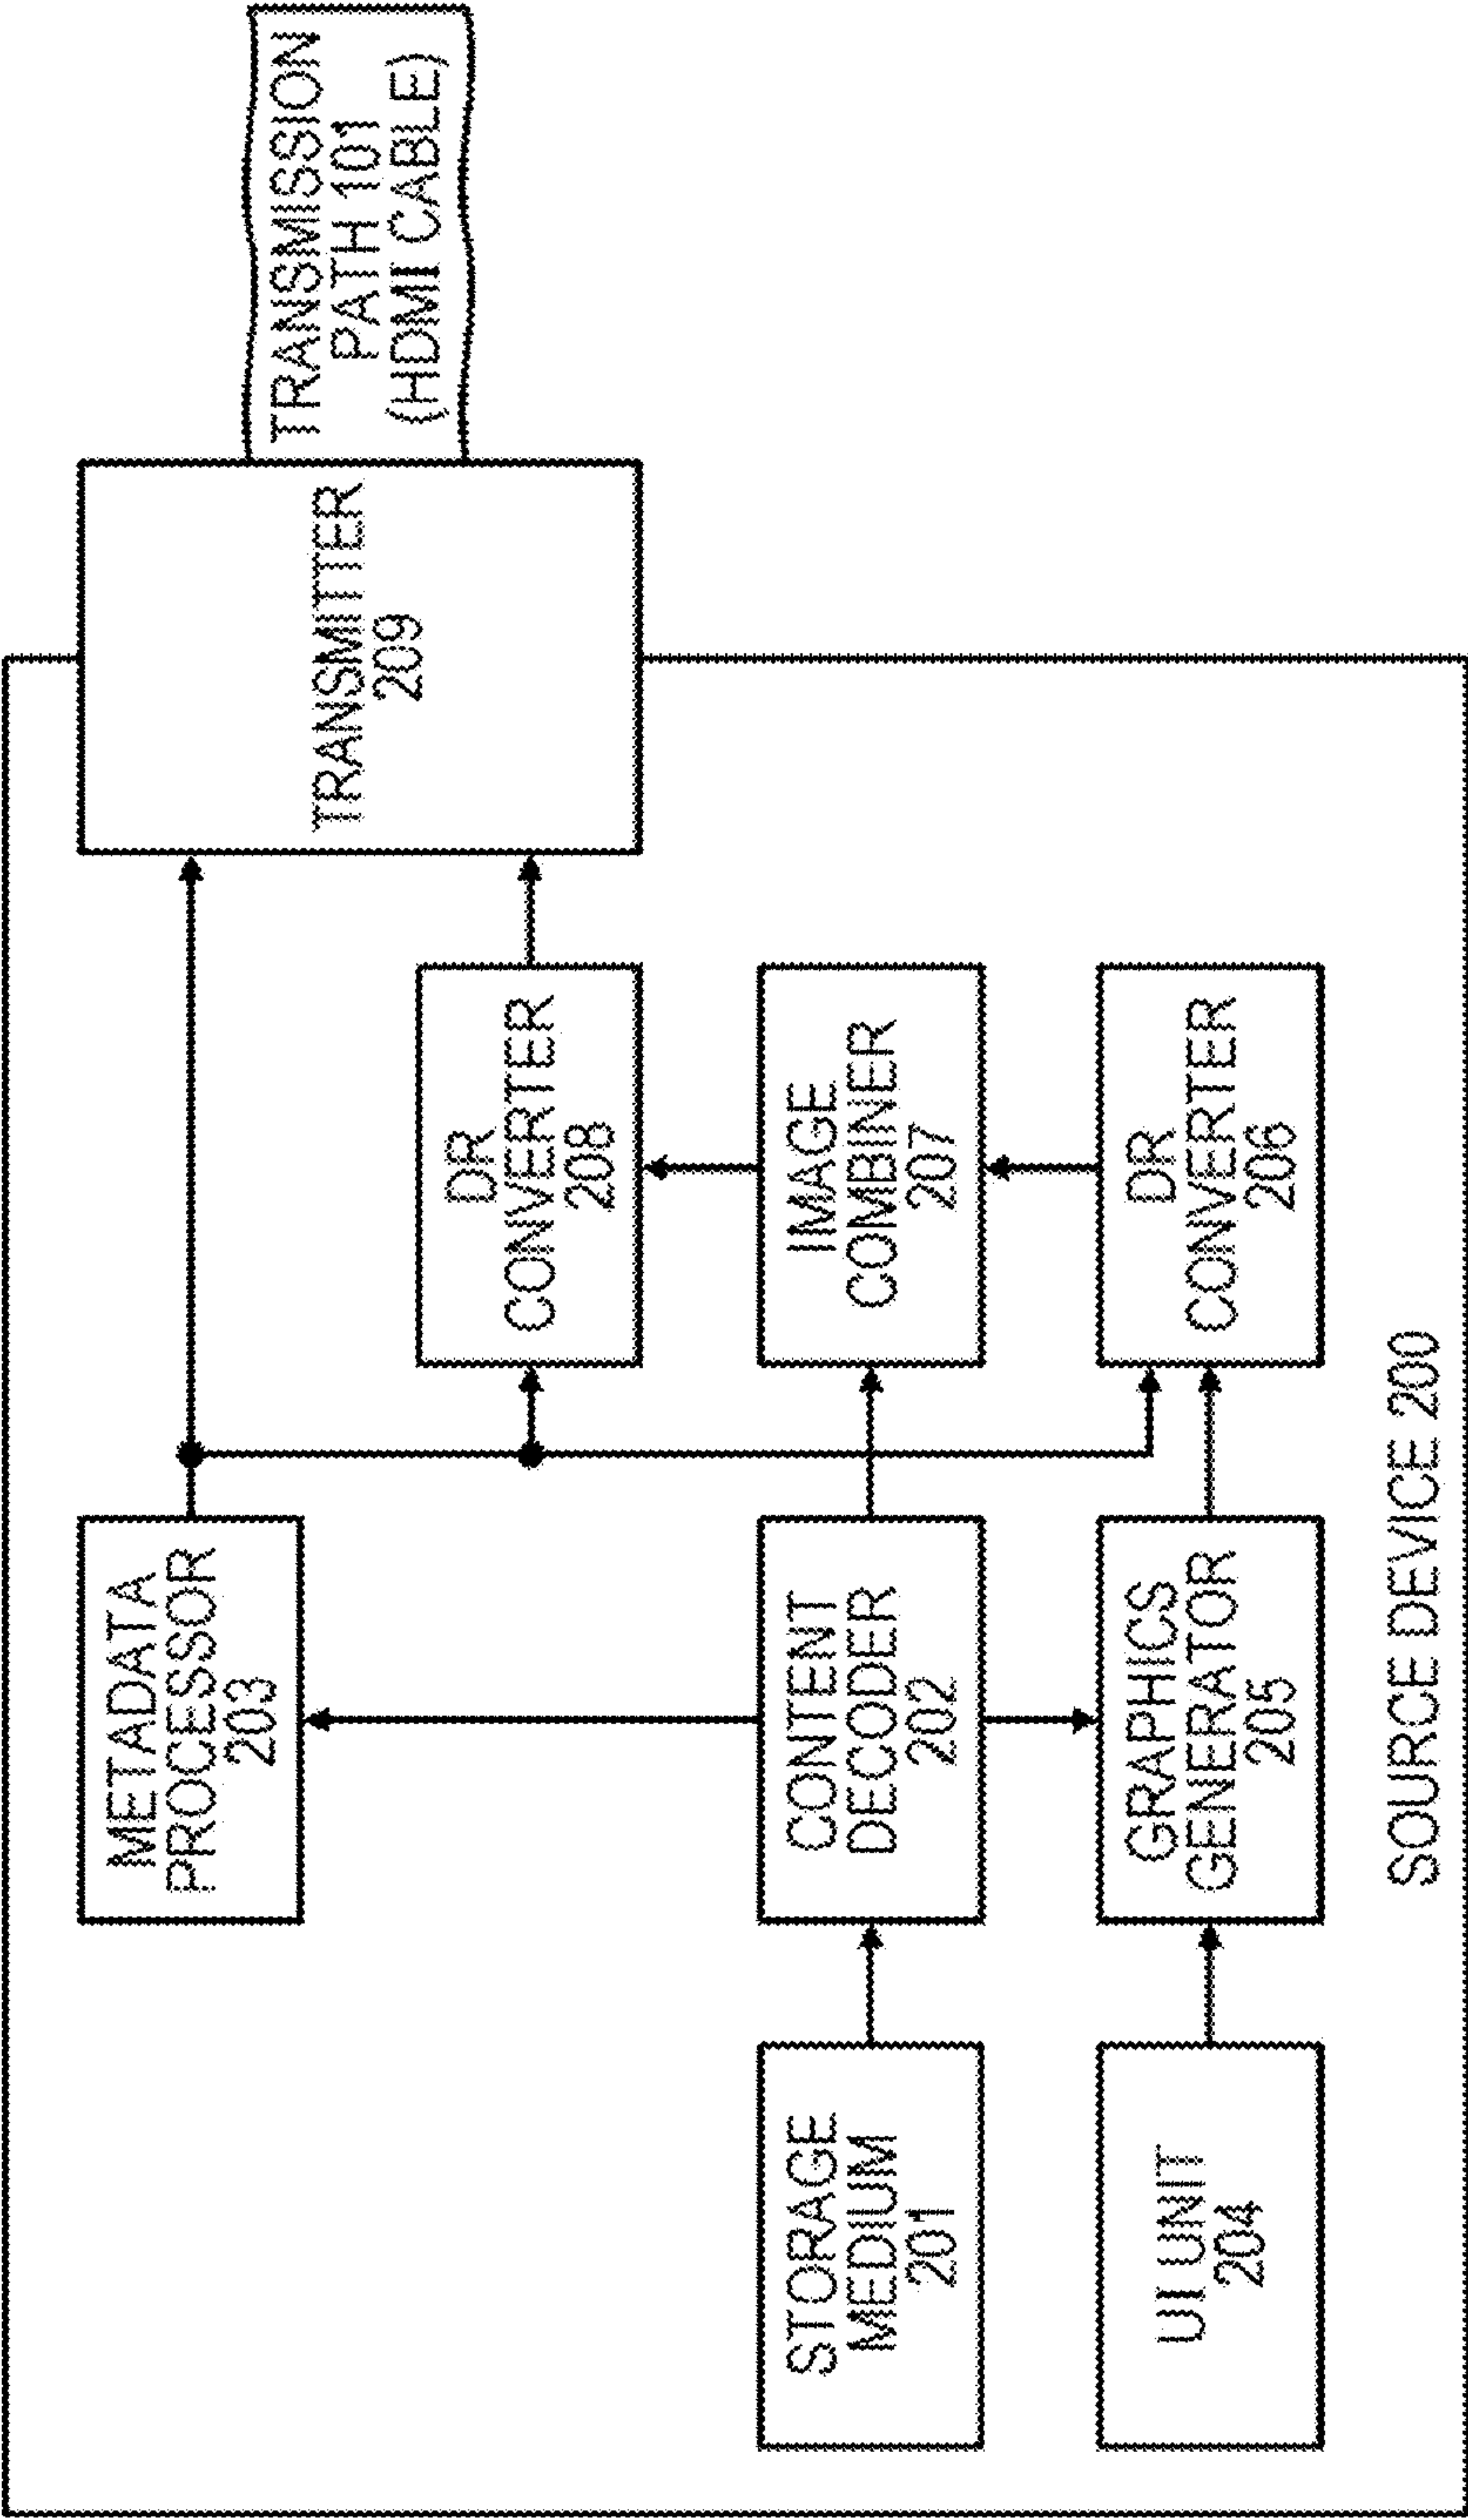 METADATA
PROCESSOR
203
TRANSMITTER
209
TRANSMISSION
PATH 101
(HDMI CABLE)
DR
CONVERTER
208
STORAGE
MEDIUM
201
CONTENT
DECODER
202
IMAGE
COMBINER
207
UI UNIT
204
GRAPHICS
GENERATOR
205
DR
CONVERTER
206
SOURCE DEVICE 200